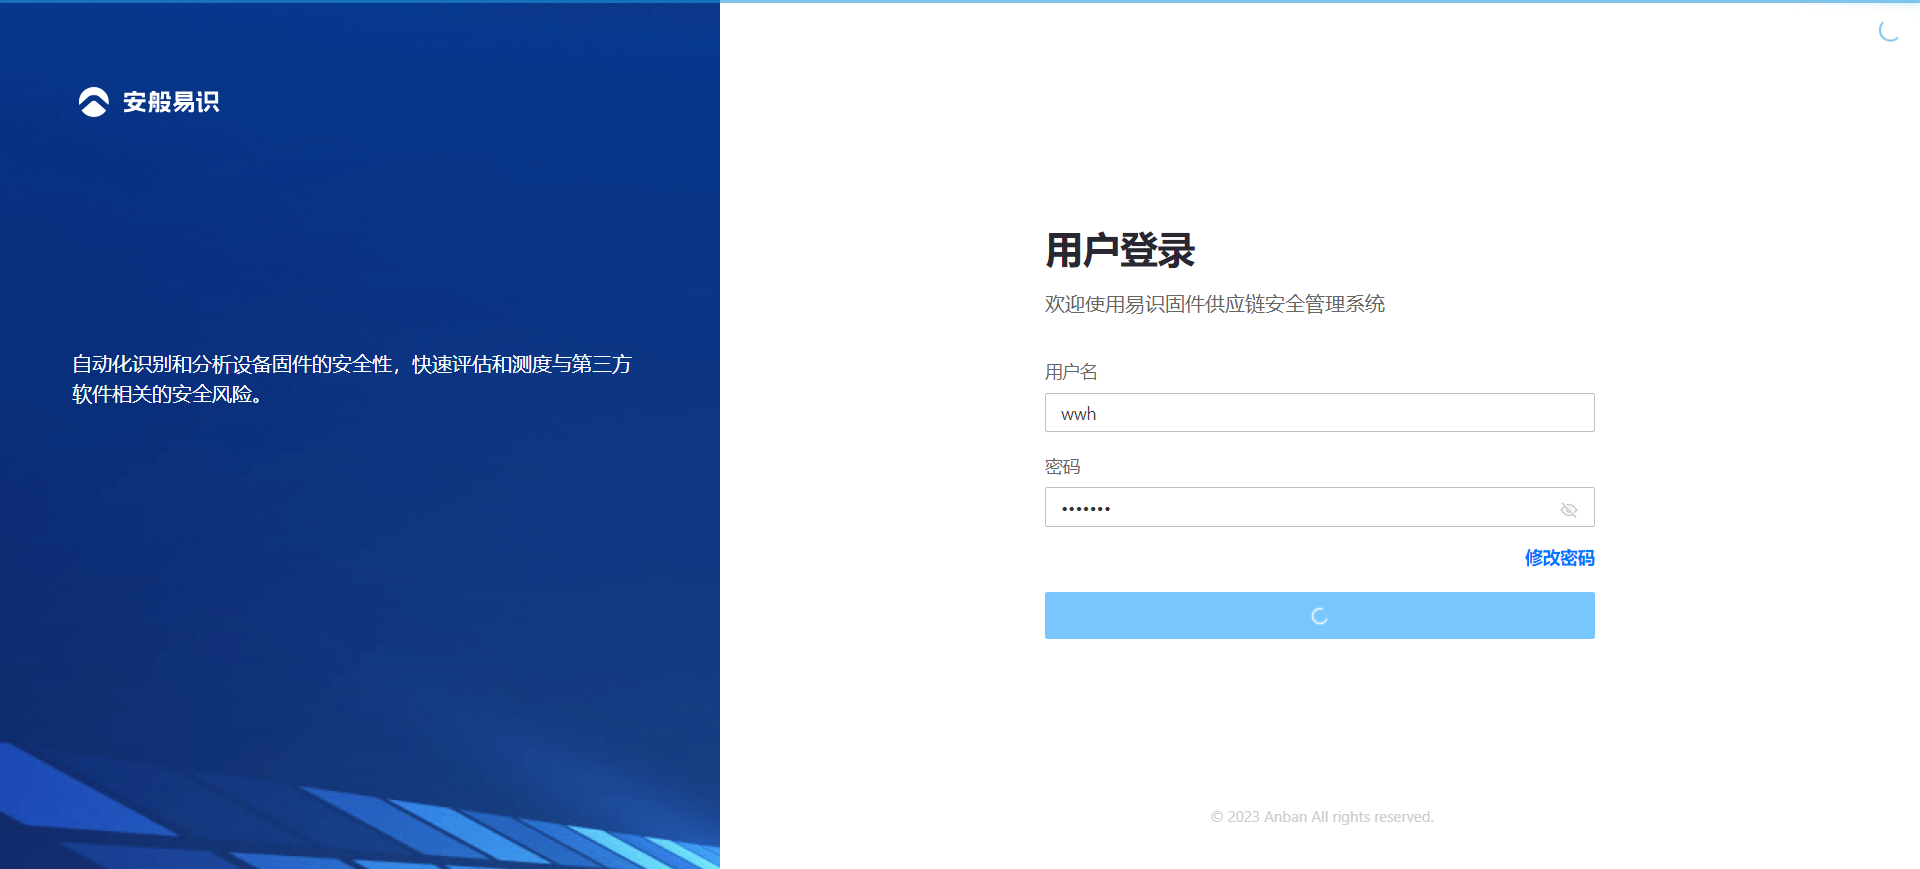 安般易识
自动化识别和分析设备固件的安全性，快速评估和测度与第三方
软件相关的安全风险。
用户登录
欢迎使用易识固件供应链安全管理系统
用户名
wwh
密码
•••••••
修改密码
© 2023 Anban All rights reserved.